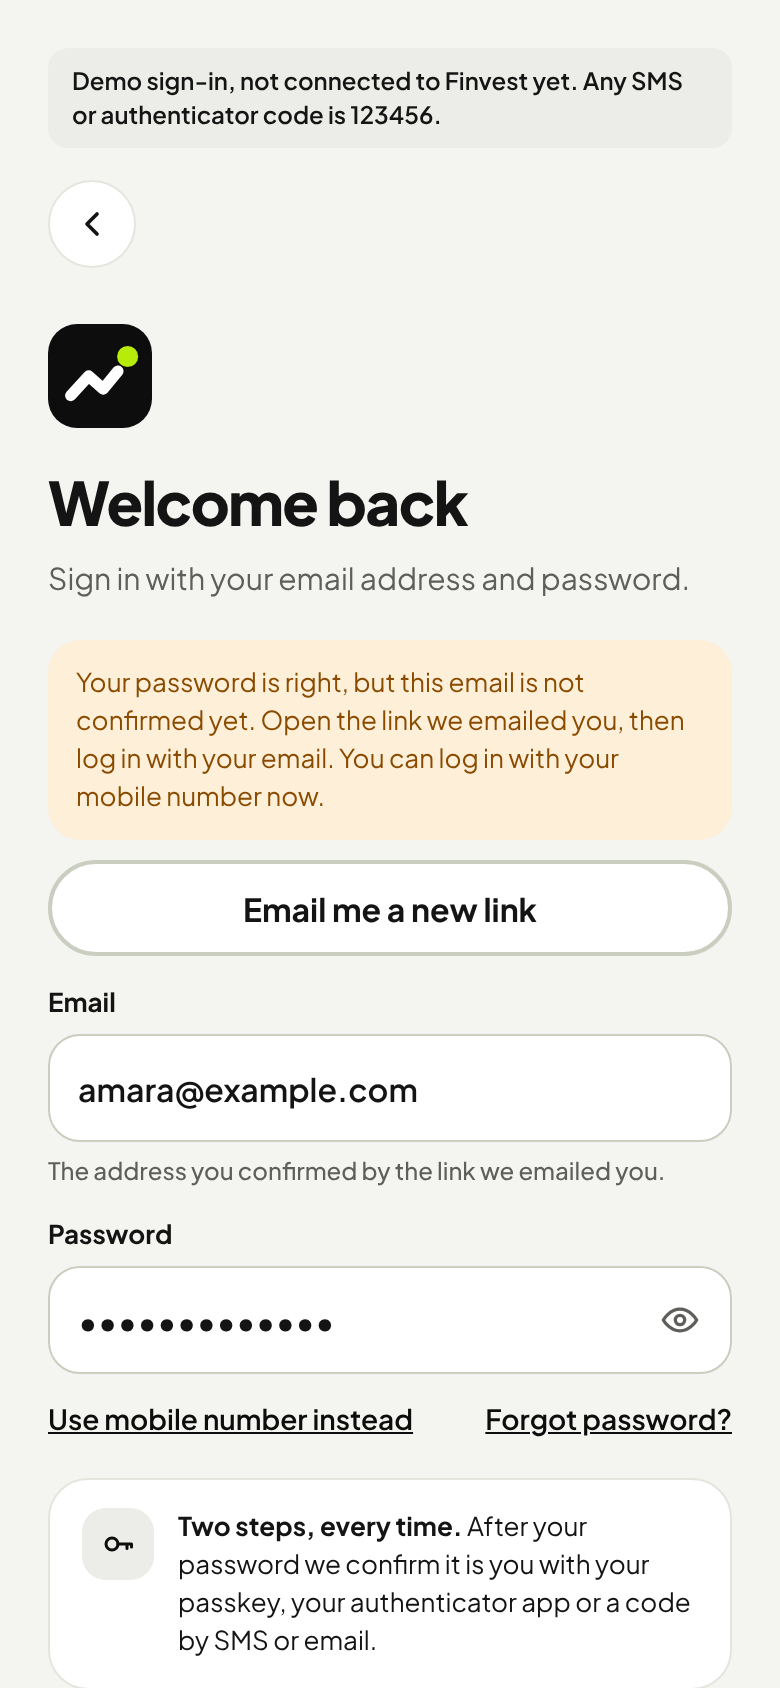 Demo sign-in, not connected to Finvest yet. Any SMS
or authenticator code is 123456.
Welcome back
Sign in with your email address and password.
Your password is right, but this email is not
confirmed yet. Open the link we emailed you, then
log in with your email. You can log in with your
mobile number now.
Email me a new link
Email
amara@example.com
The address you confirmed by the link we emailed you.
Password
•••••••••••••
Use mobile number instead
Forgot password?
Two steps, every time. After your
password we confirm it is you with your
passkey, your authenticator app or a code
by SMS or email.